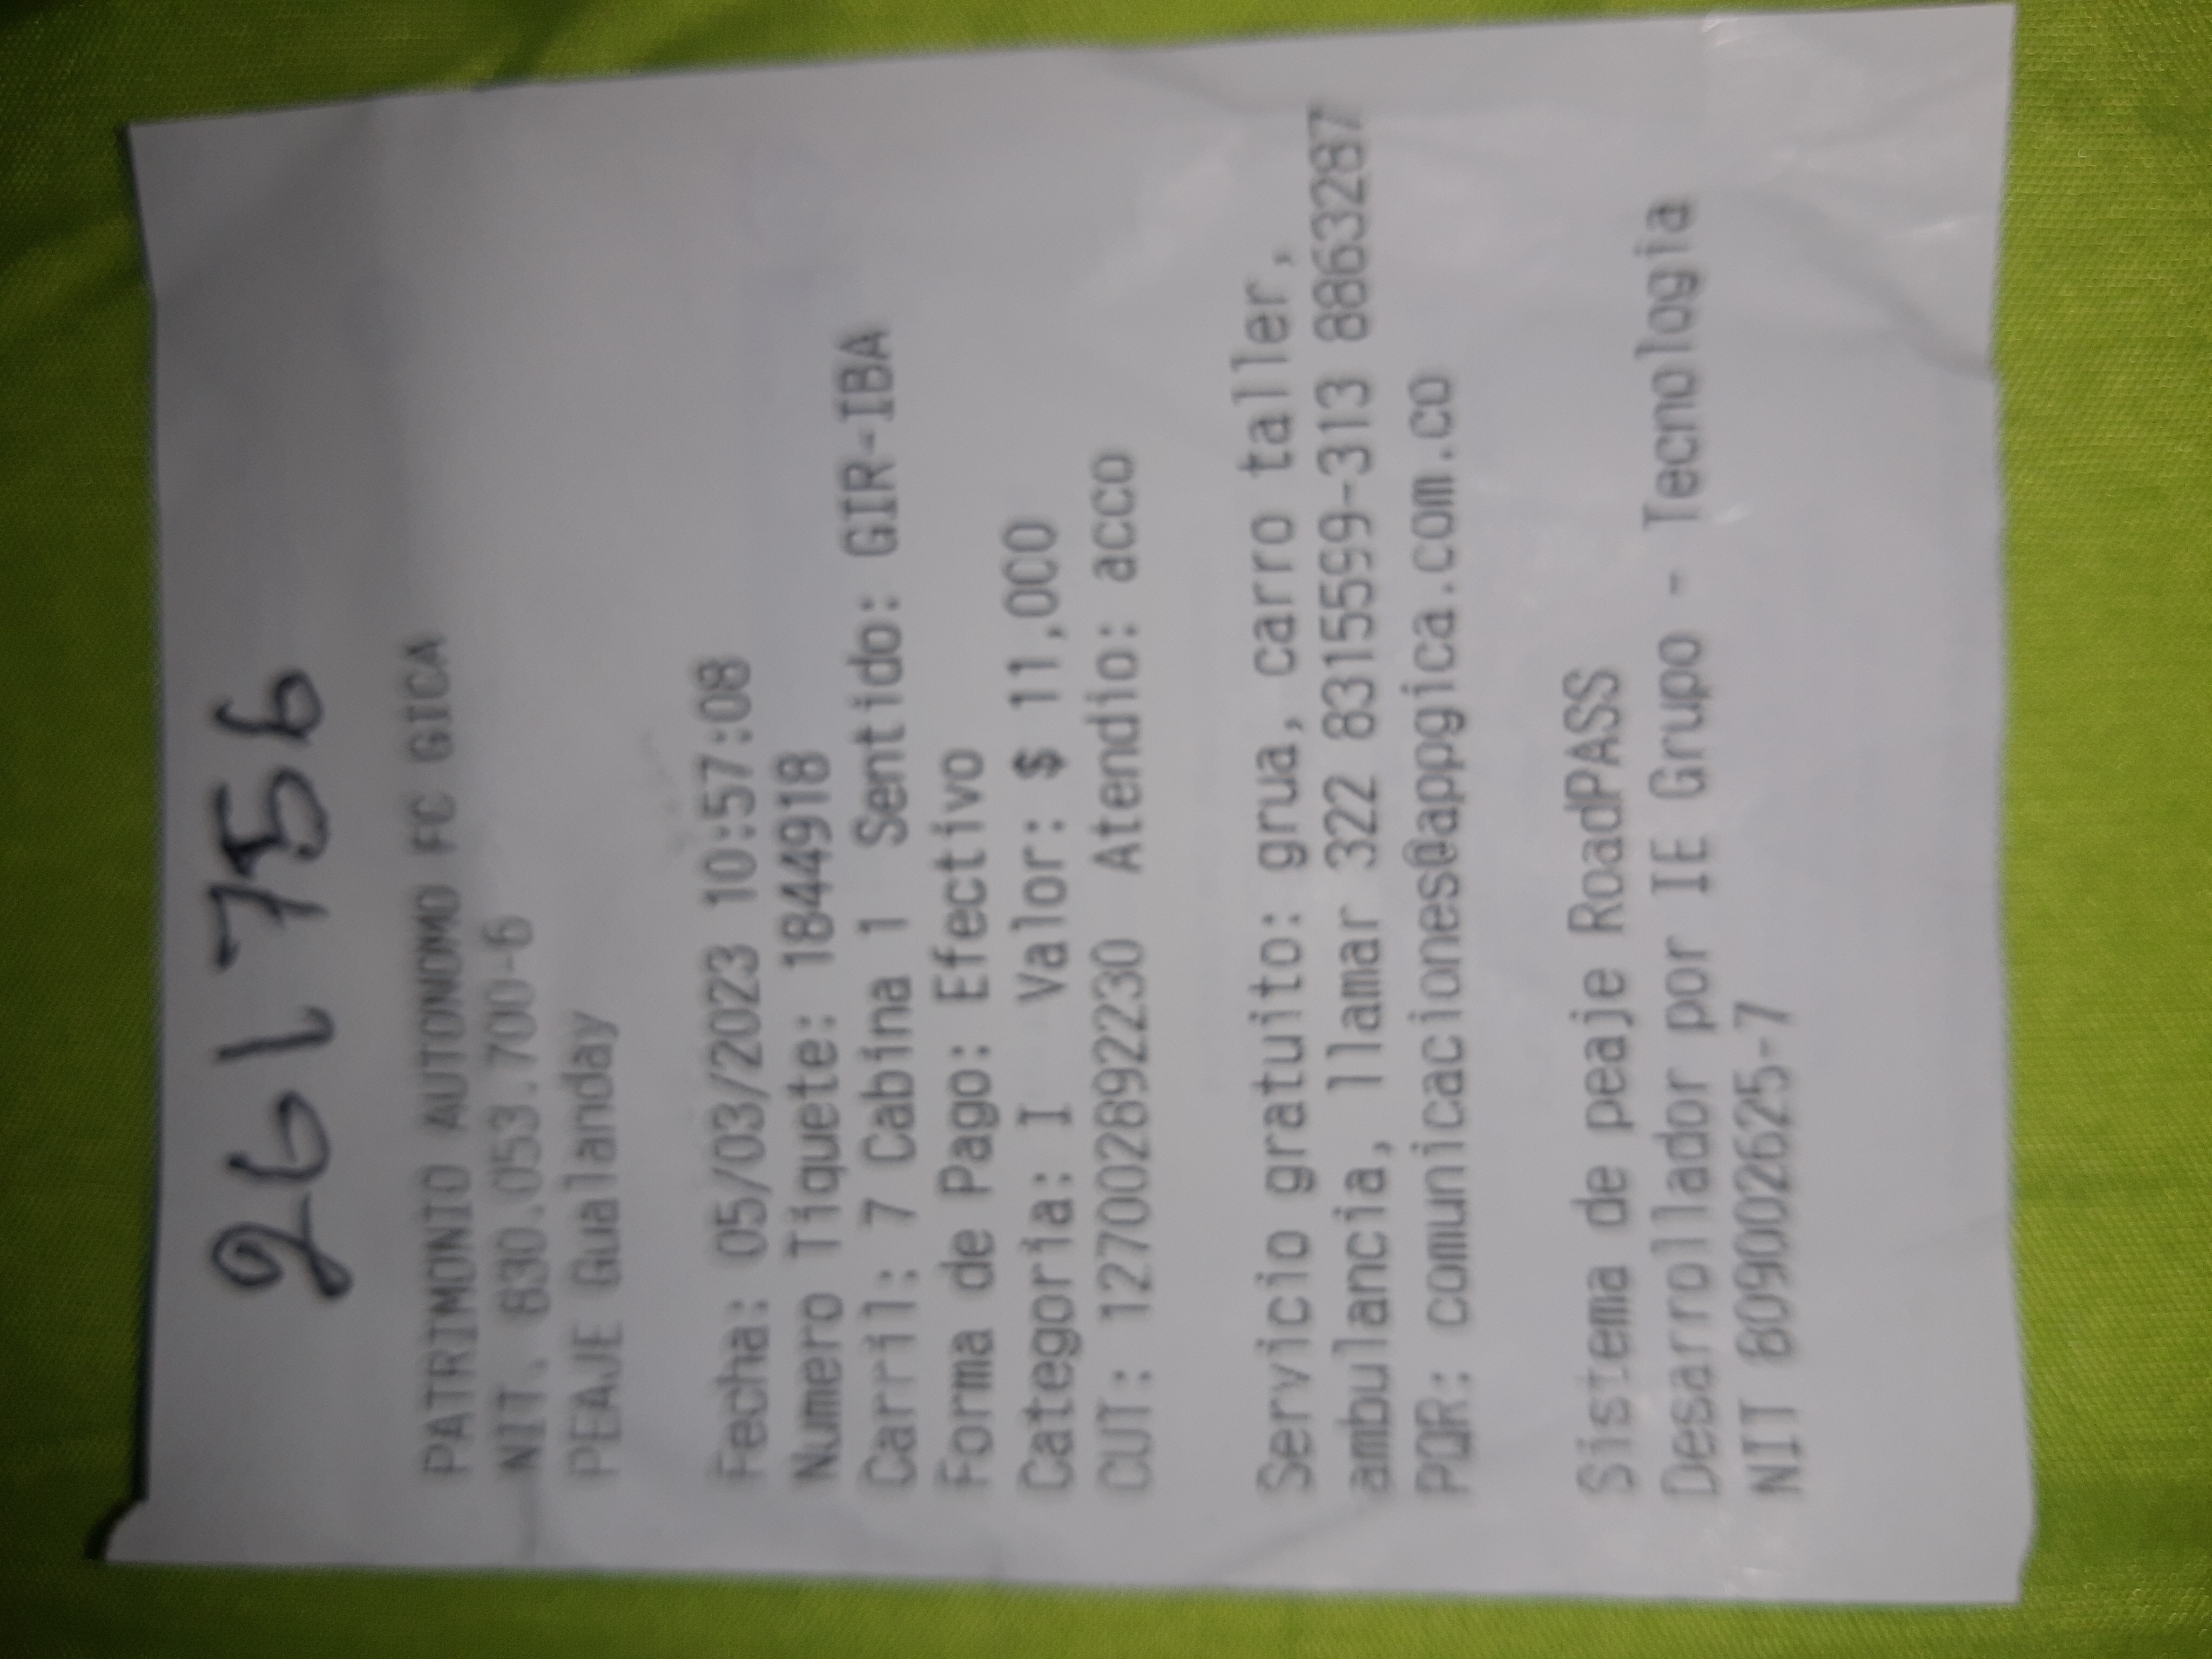 261756
PATRIMONIO AUTONOMO FC GICA
NIT. 830.053.700-6
PEAJE Gualanday
Fecha: 05/03/2023 10:57:08
Numero Tiquete: 18449918
Carril: 7 Cabina 1 Sentido: GIR-IBA
Forma de Pago: Efectivo
Categoria: I Valor: $ 11,000
CUT: 127002892230 Atendio: acco
Servicio gratuito: grua, carro taller,
ambulancia, llamar 322 8315599-313 8863287
PQR: comunicaciones@appgica.com.co
Sistema de peaje RoadPASS
Desarrollador por IE Grupo - Tecnologia
NIT 809002625-7